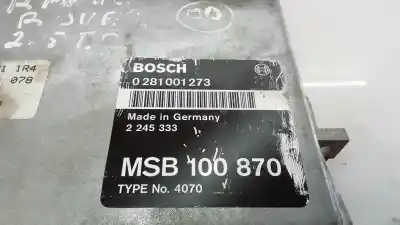 1 1R4
078
BOSCH
0 281 001 273
Made in Germany
2 245 333
MSB 100 870
TYPE No. 4070